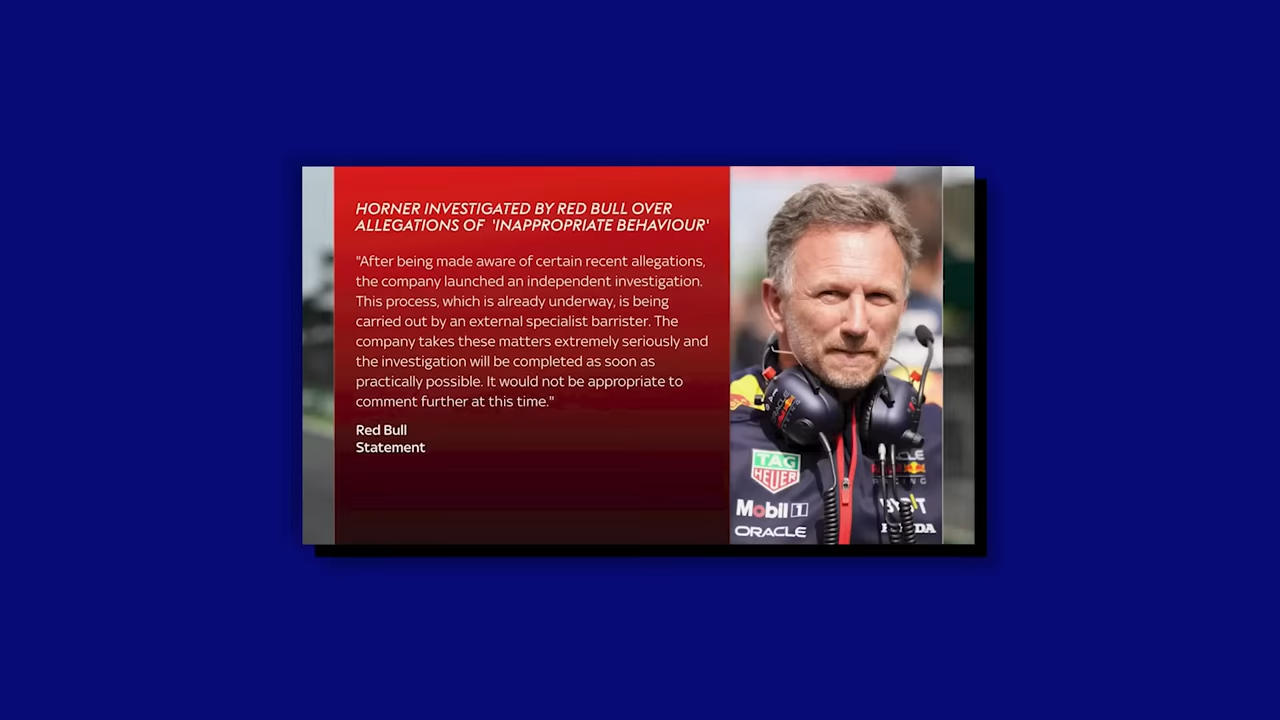 HORNER INVESTIGATED BY RED BULL OVER
ALLEGATIONS OF 'INAPPROPRIATE BEHAVIOUR'
"After being made aware of certain recent allegations,
the company launched an independent investigation.
This process, which is already underway, is being
carried out by an external specialist barrister. The
company takes these matters extremely seriously and
the investigation will be completed as soon as
practically possible. It would not be appropriate to
comment further at this time."
Red Bull
Statement
TAG
HEUER
Mobil 1
ORACLE
RACING